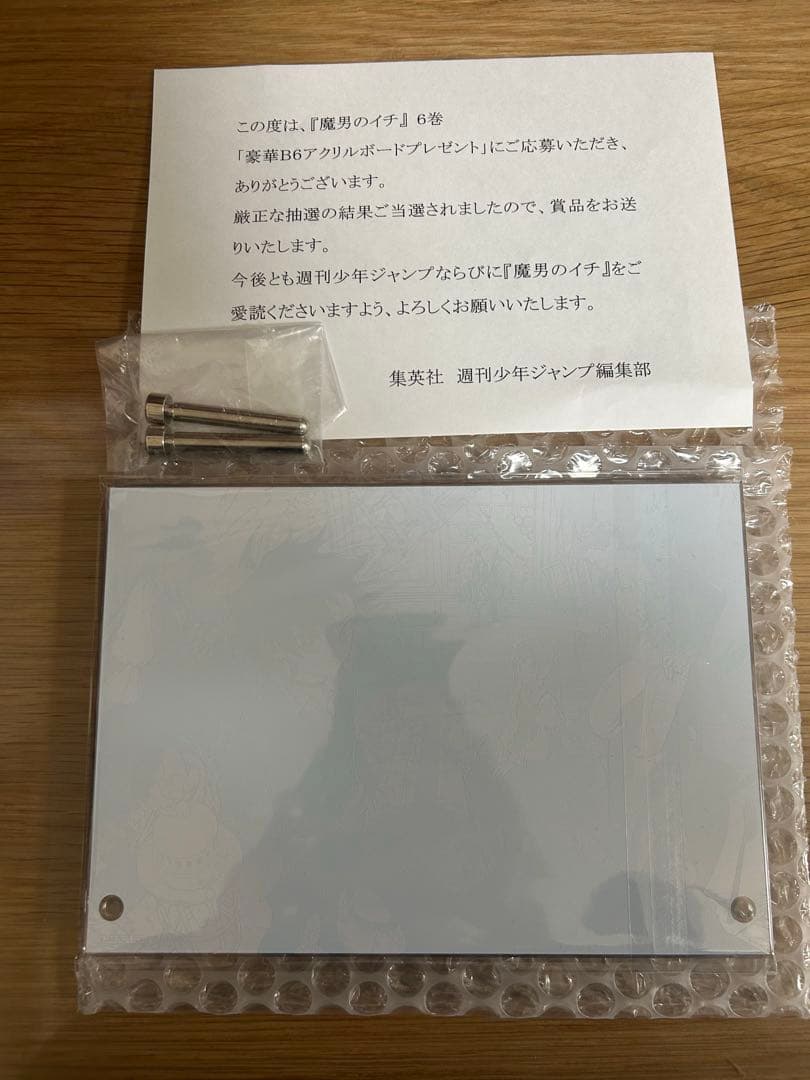 この度は、『魔男のイチ』 6巻
「豪華B6アクリルボードプレゼント」にご応募いただき、
ありがとうございます。
厳正な抽選の結果ご当選されましたので、賞品をお送
りいたします。
今後とも週刊少年ジャンプならびに『魔男のイチ』をご
愛読くださいますよう、よろしくお願いいたします。
集英社 週刊少年ジャンプ編集部